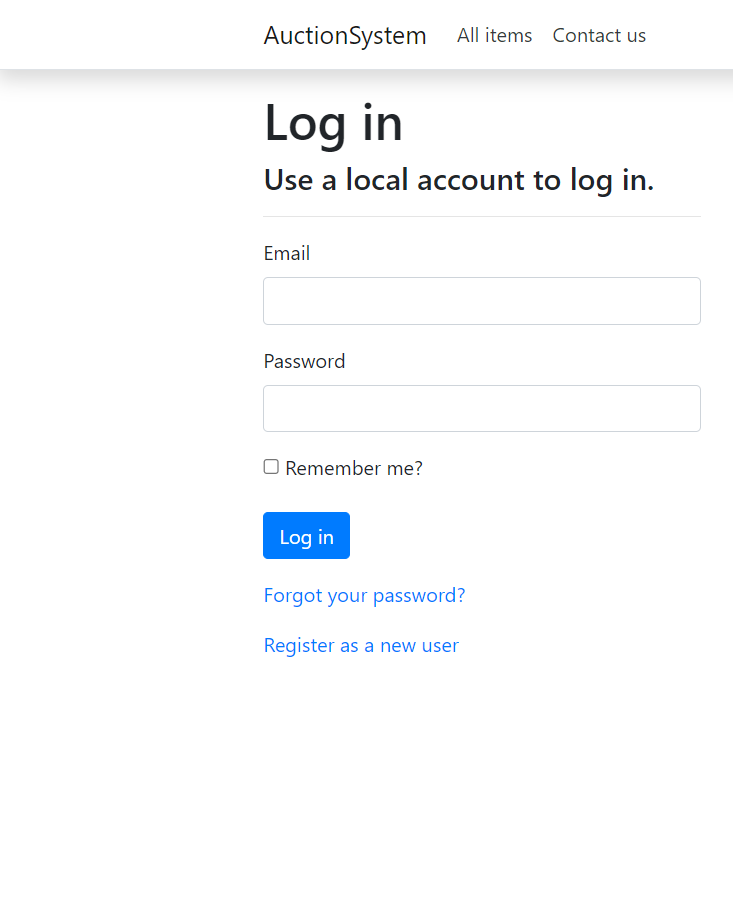 AuctionSystem All items Contact us
Log in
Use a local account to log in.
Email
Password
Remember me?
Log in
Forgot your password?
Register as a new user